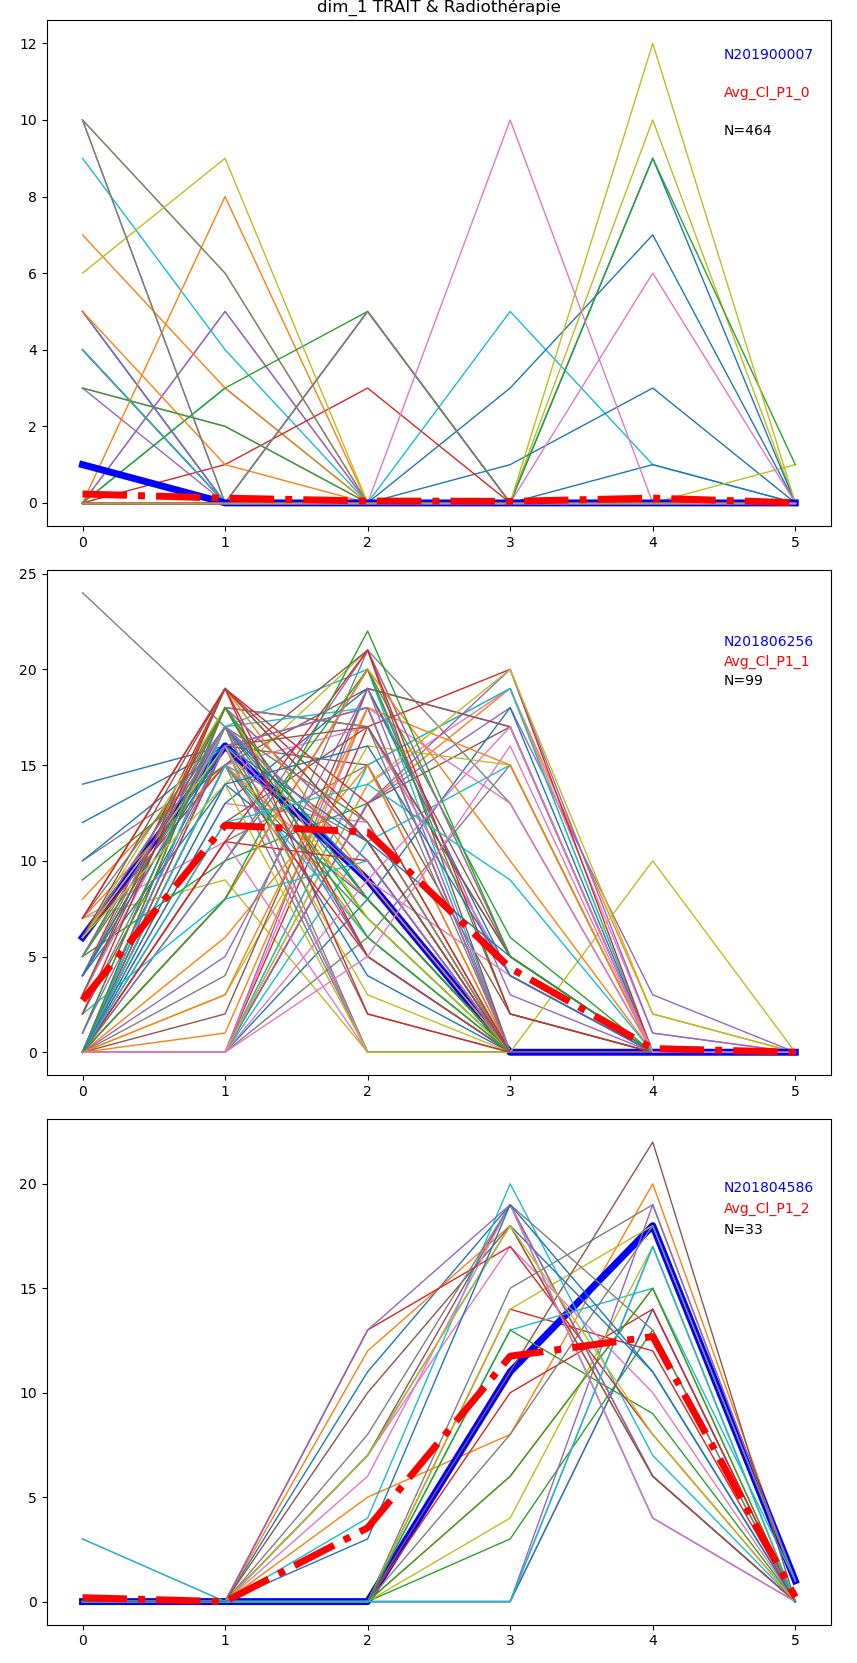 dim_1 TRAIT & Radiothérapie
12
10
8
6
4
2
0
N201900007
Avg_Cl_P1_0
N=464
0 1 2 3 4 5
25
20
15
10
5
0
N201806256
Avg_Cl_P1_1
N=99
0 1 2 3 4 5
20
15
10
5
0
N201804586
Avg_Cl_P1_2
N=33
0 1 2 3 4 5